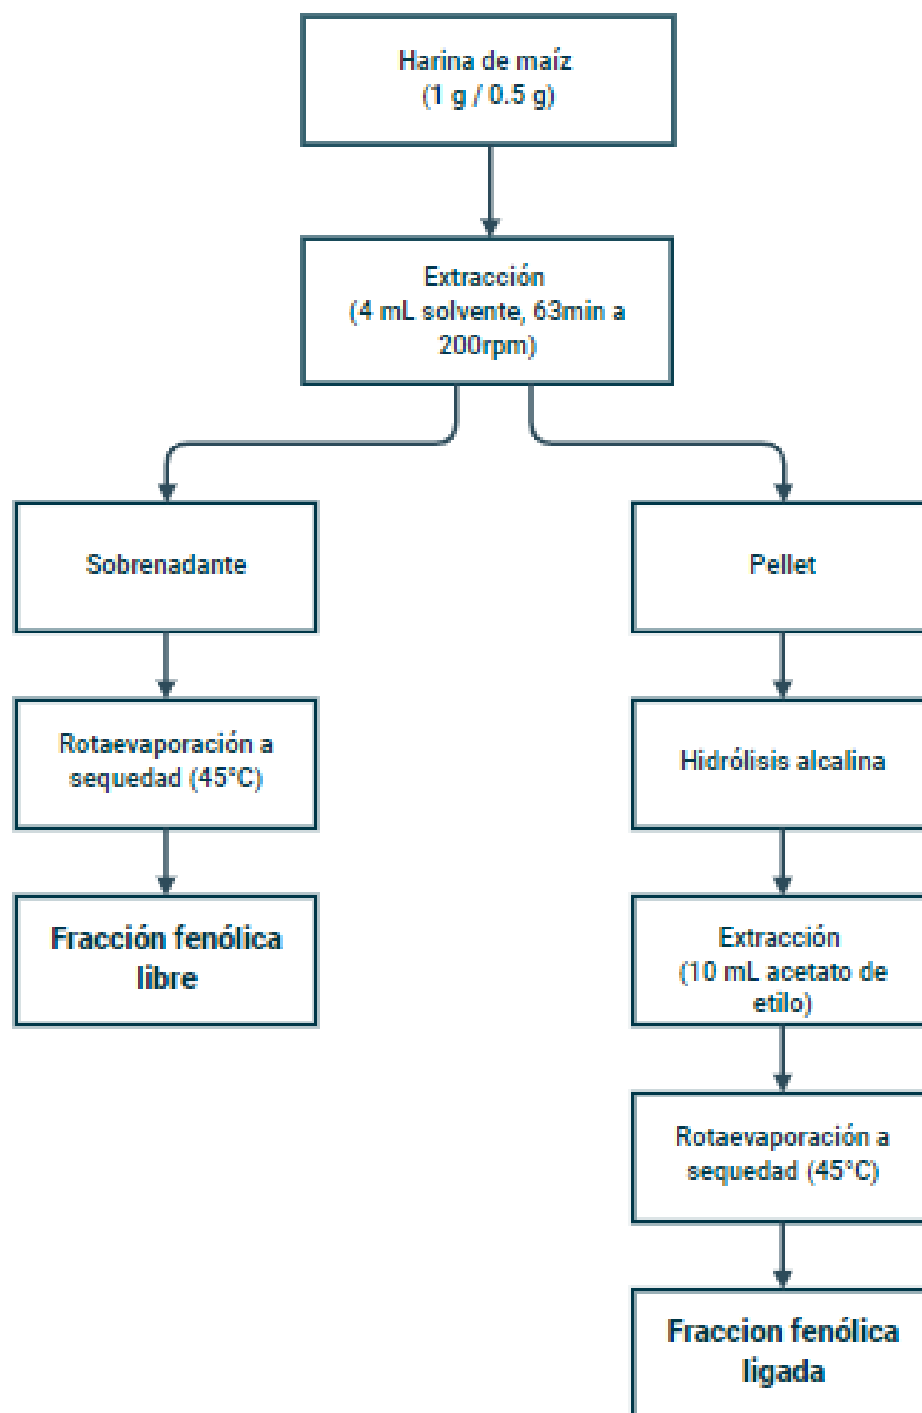 Harina de maíz
(1 g / 0.5 g)
Extracción
(4 mL solvente, 63min a
200rpm)
Sobrenadante
Pellet
Rotaevaporación a
sequedad (45°C)
Hidrólisis alcalina
Fracción fenólica
libre
Extracción
(10 mL acetato de
etilo)
Rotaevaporación a
sequedad (45°C)
Fraccion fenólica
ligada